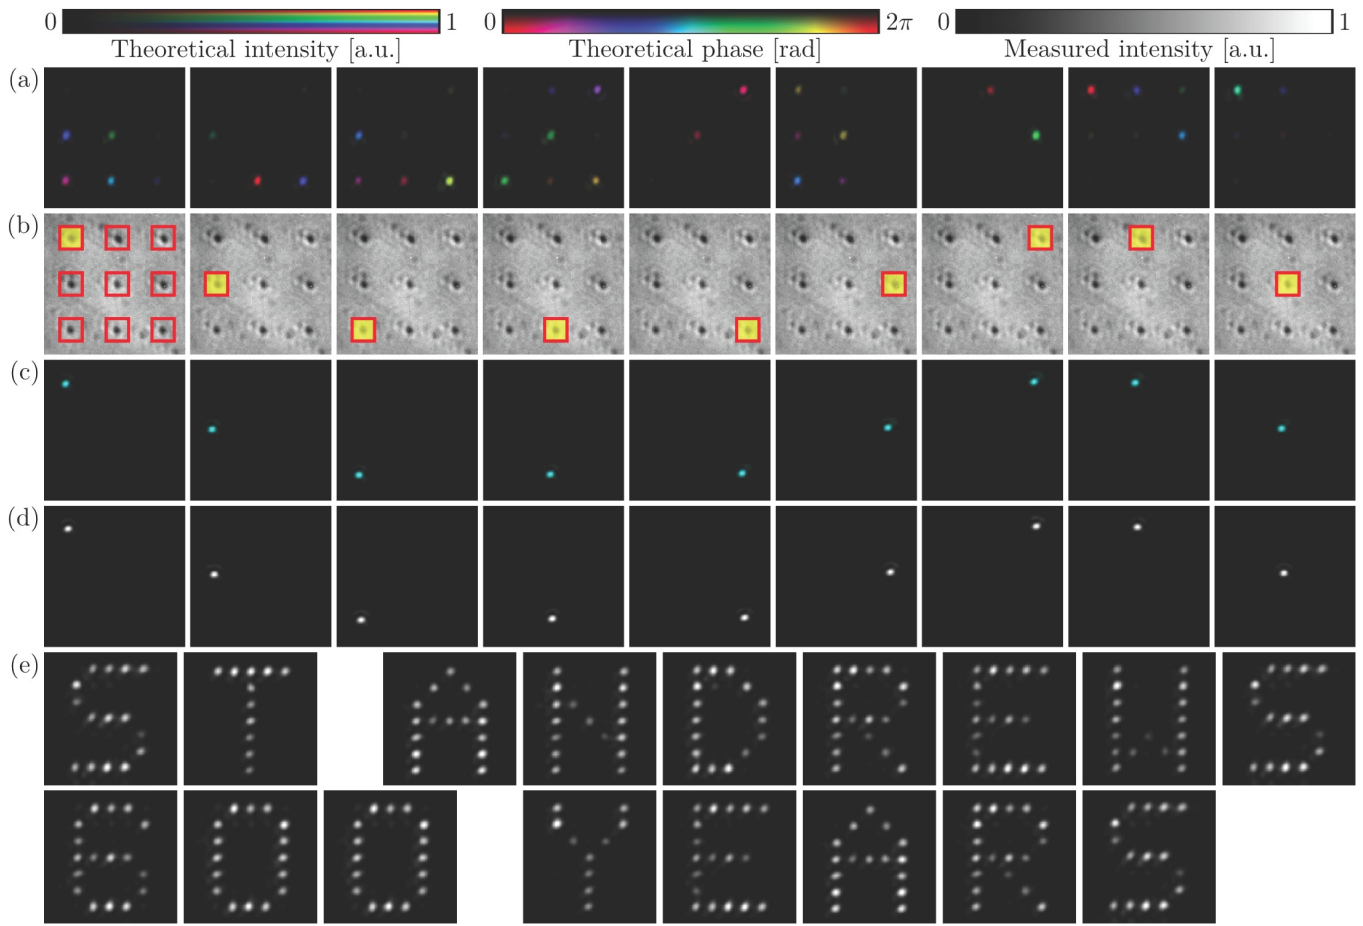 0 1 0 2π 0 1
Theoretical intensity [a.u.] Theoretical phase [rad] Measured intensity [a.u.]
(a)
(b)
(c)
(d)
(e) ST ANDREWS
600 YEARS